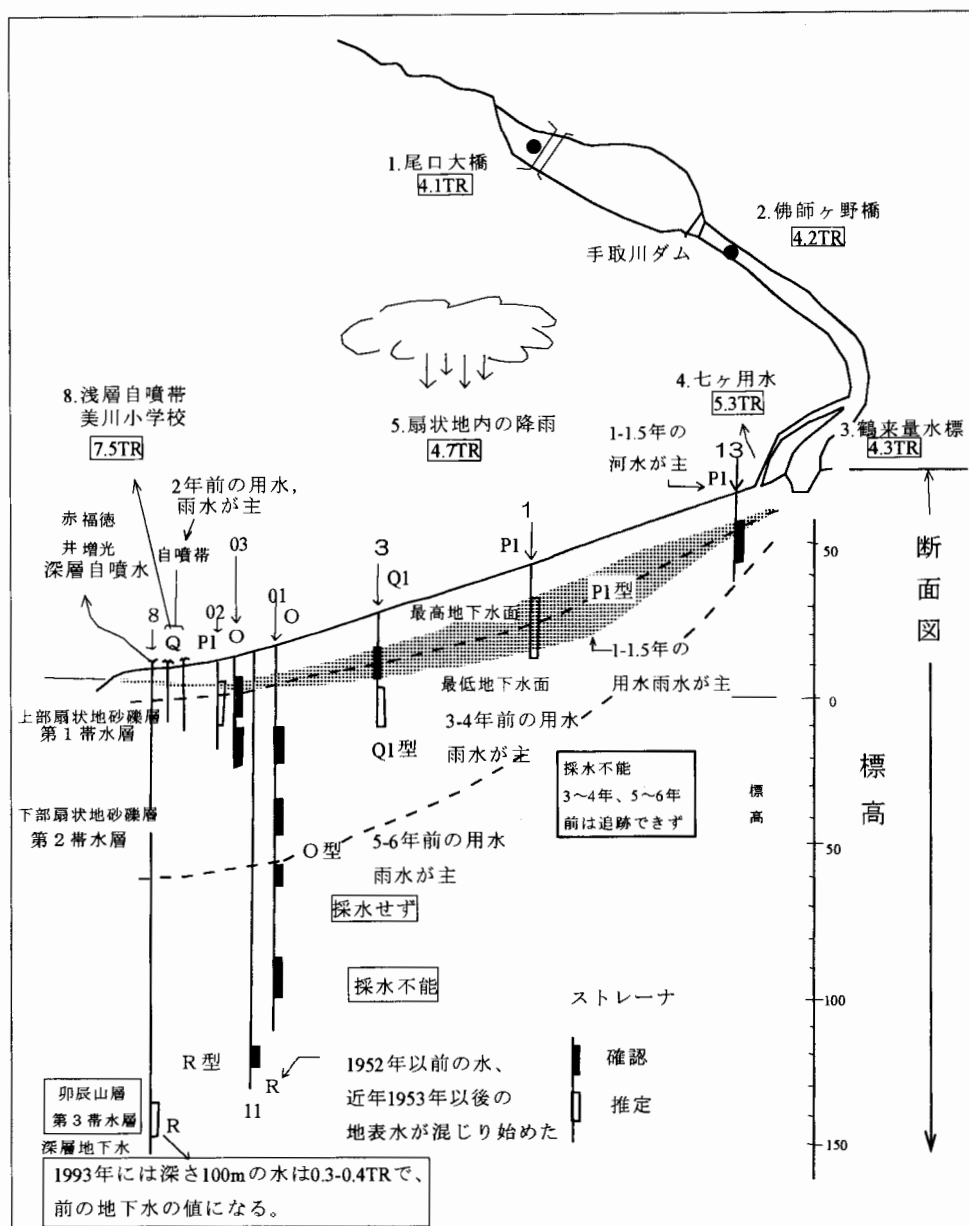 1.尾口大橋
4.1TR
2.佛師ヶ野橋
4.2TR
手取川ダム
8.浅層自噴帯
美川小学校
7.5TR
5.扇状地内の降雨
4.7TR
4.七ヶ用水
5.3TR
3.鶴来量水標
4.3TR
1-1.5年の
河水が主
13
P1
2年前の用水,
雨水が主
赤福徳
井増光
深層自噴水
自噴帯
03
02
01
3
1
8
Q
P1
O
O
Q1
P1
最高地下水面
P1型
最低地下水面
1-1.5年の
用水雨水が主
上部扇状地砂礫層
第1帯水層
Q1型
3-4年前の用水
雨水が主
採水不能
3〜4年、5〜6年
前は追跡できず
標高
断面図
標高
50
0
50
100
150
下部扇状地砂礫層
第2帯水層
O型
5-6年前の用水
雨水が主
採水せず
採水不能
ストレーナ
確認
推定
R型
R
11
1952年以前の水、
近年1953年以後の
地表水が混じり始めた
卯辰山層
第3帯水層
深層地下水
R
1993年には深さ100mの水は0.3-0.4TRで、
前の地下水の値になる。